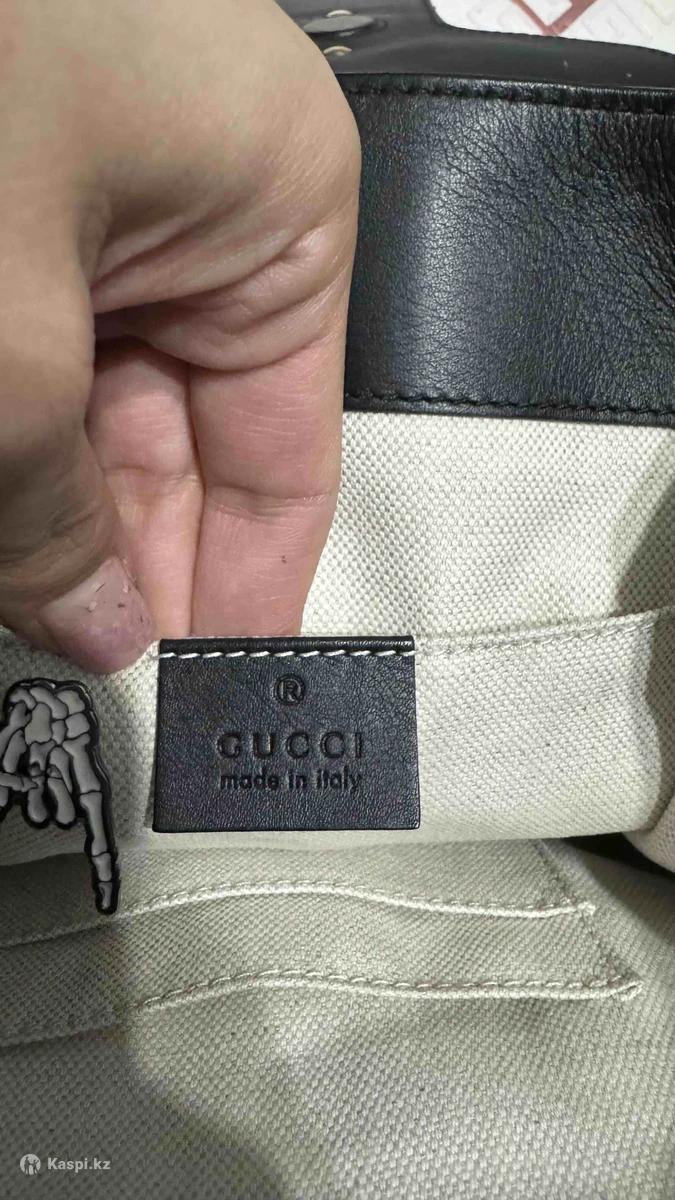 ®
GUCCI
made in italy
Kaspi.kz